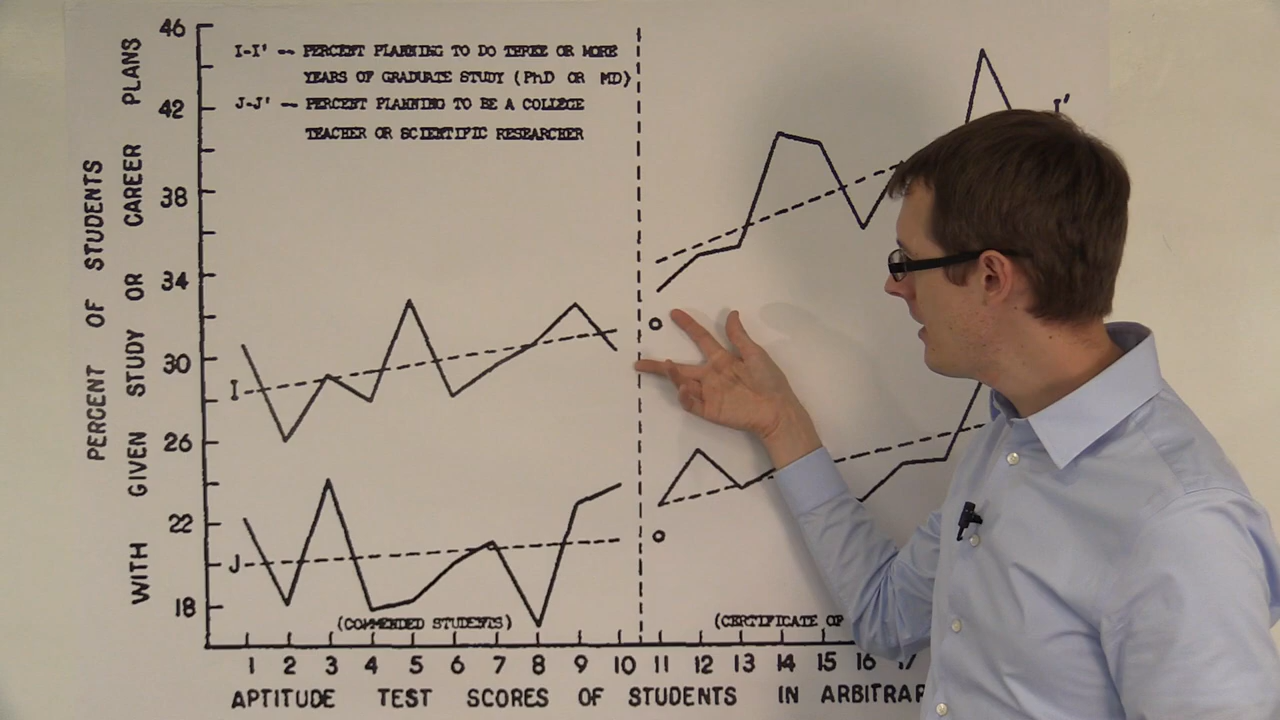 46
42
38
34
30
26
22
18
PERCENT OF STUDENTS
WITH GIVEN STUDY OR CAREER PLANS
I-I' -- PERCENT PLANNING TO DO THREE OR MORE
YEARS OF GRADUATE STUDY (PhD OR MD)
J-J' -- PERCENT PLANNING TO BE A COLLEGE
TEACHER OR SCIENTIFIC RESEARCHER
I'
I
J
(COMMENDED STUDENTS)
(CERTIFICATE OF
1 2 3 4 5 6 7 8 9 10 11 12 13 14 15 16 17
APTITUDE TEST SCORES OF STUDENTS IN ARBITRAR